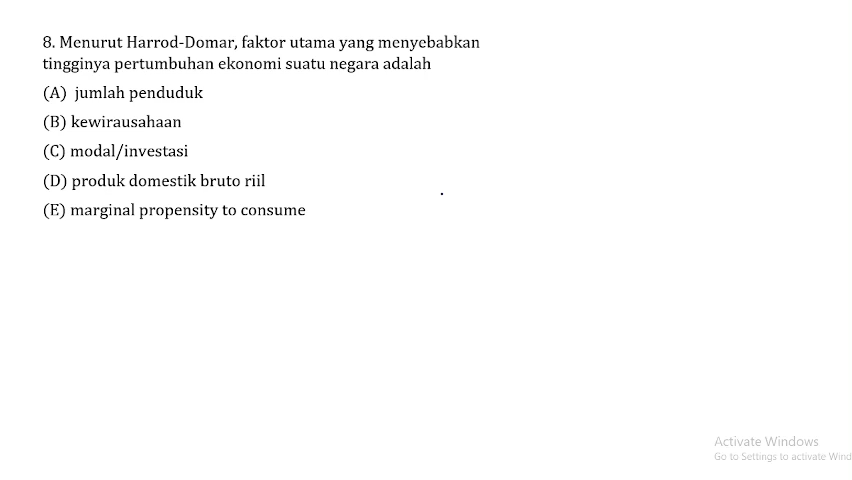 8. Menurut Harrod-Domar, faktor utama yang menyebabkan
tingginya pertumbuhan ekonomi suatu negara adalah
(A) jumlah penduduk
(B) kewirausahaan
(C) modal/investasi
(D) produk domestik bruto riil
(E) marginal propensity to consume
Activate Windows
Go to Settings to activate Wind